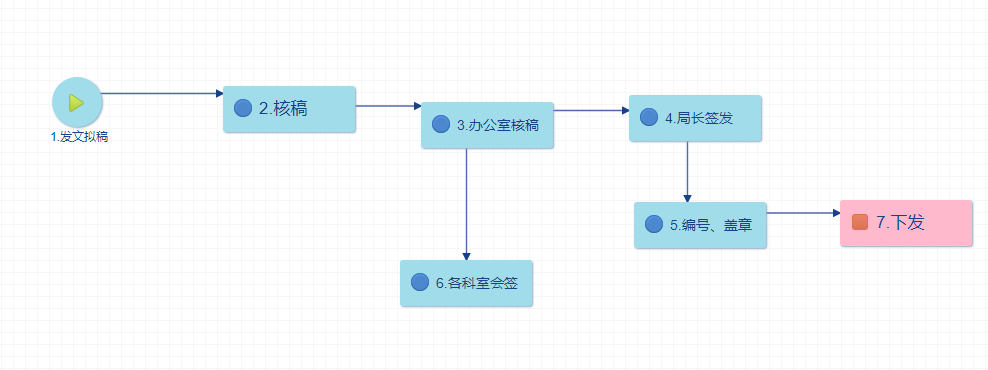 1.发文拟稿
2.核稿
3.办公室核稿
4.局长签发
5.编号、盖章
7.下发
6.各科室会签